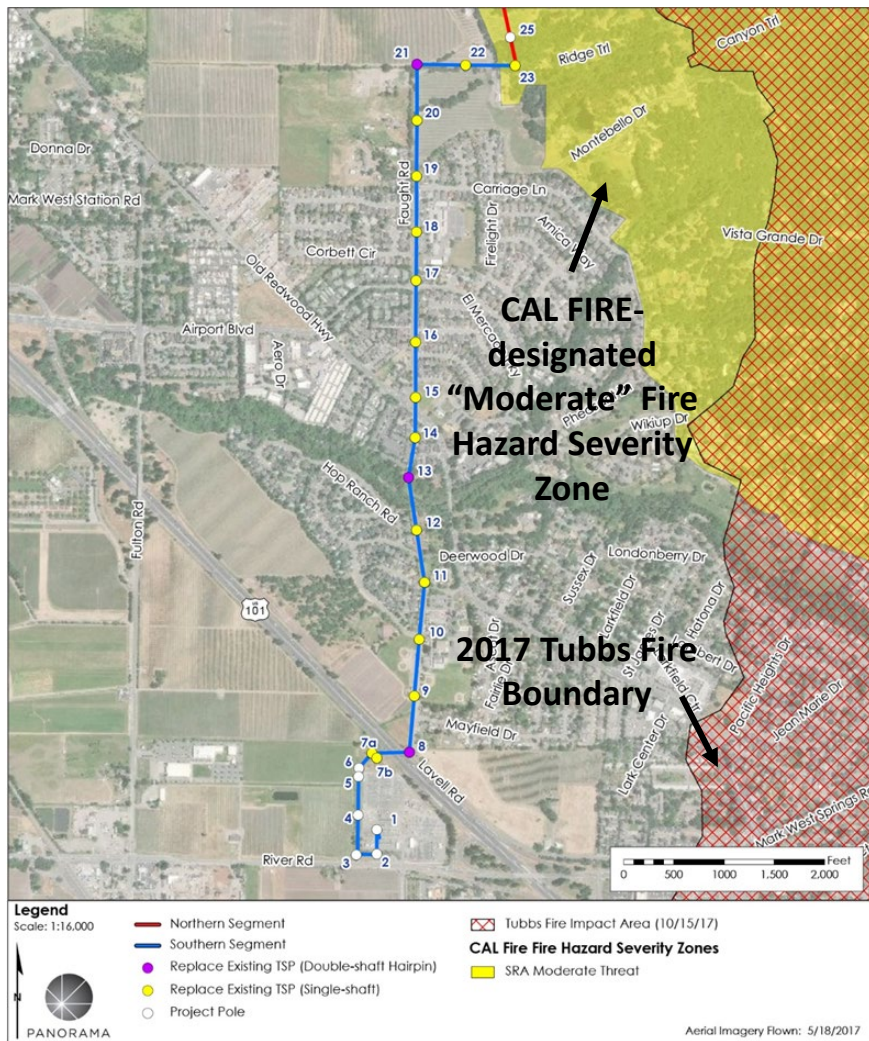 25
21
22
23
Ridge Trl
Canyon Trl
20
Montebello Dr
Donna Dr
Faught Rd
19
Carriage Ln
Mark West Station Rd
Firelight Dr
18
Arnica Way
Vista Grande Dr
Corbett Cir
17
Old Redwood Hwy
CAL FIRE-
designated
“Moderate” Fire
Hazard Severity
Zone
Airport Blvd
16
Aero Dr
15
Wikiup Dr
14
13
Hop Ranch Rd
12
Deerwood Dr
Londonberry Dr
Fulton Rd
11
Sussex Dr
Larkfield Dr
Hatona Dr
US
101
10
2017 Tubbs Fire
Boundary
Fairlie Dr
Pacific Heights Dr
Jean Marie Dr
9
Mayfield Dr
8
7a
7b
6
5
Lavell Rd
Lark Center Dr
4
1
Mark West Springs
River Rd
3
2
Feet
0 500 1,000 1,500 2,000
Legend
Scale: 1:16,000
N
PANORAMA
Northern Segment
Southern Segment
Replace Existing TSP (Double-shaft Hairpin)
Replace Existing TSP (Single-shaft)
Project Pole
Tubbs Fire Impact Area (10/15/17)
CAL Fire Fire Hazard Severity Zones
SRA Moderate Threat
Aerial Imagery Flown: 5/18/2017